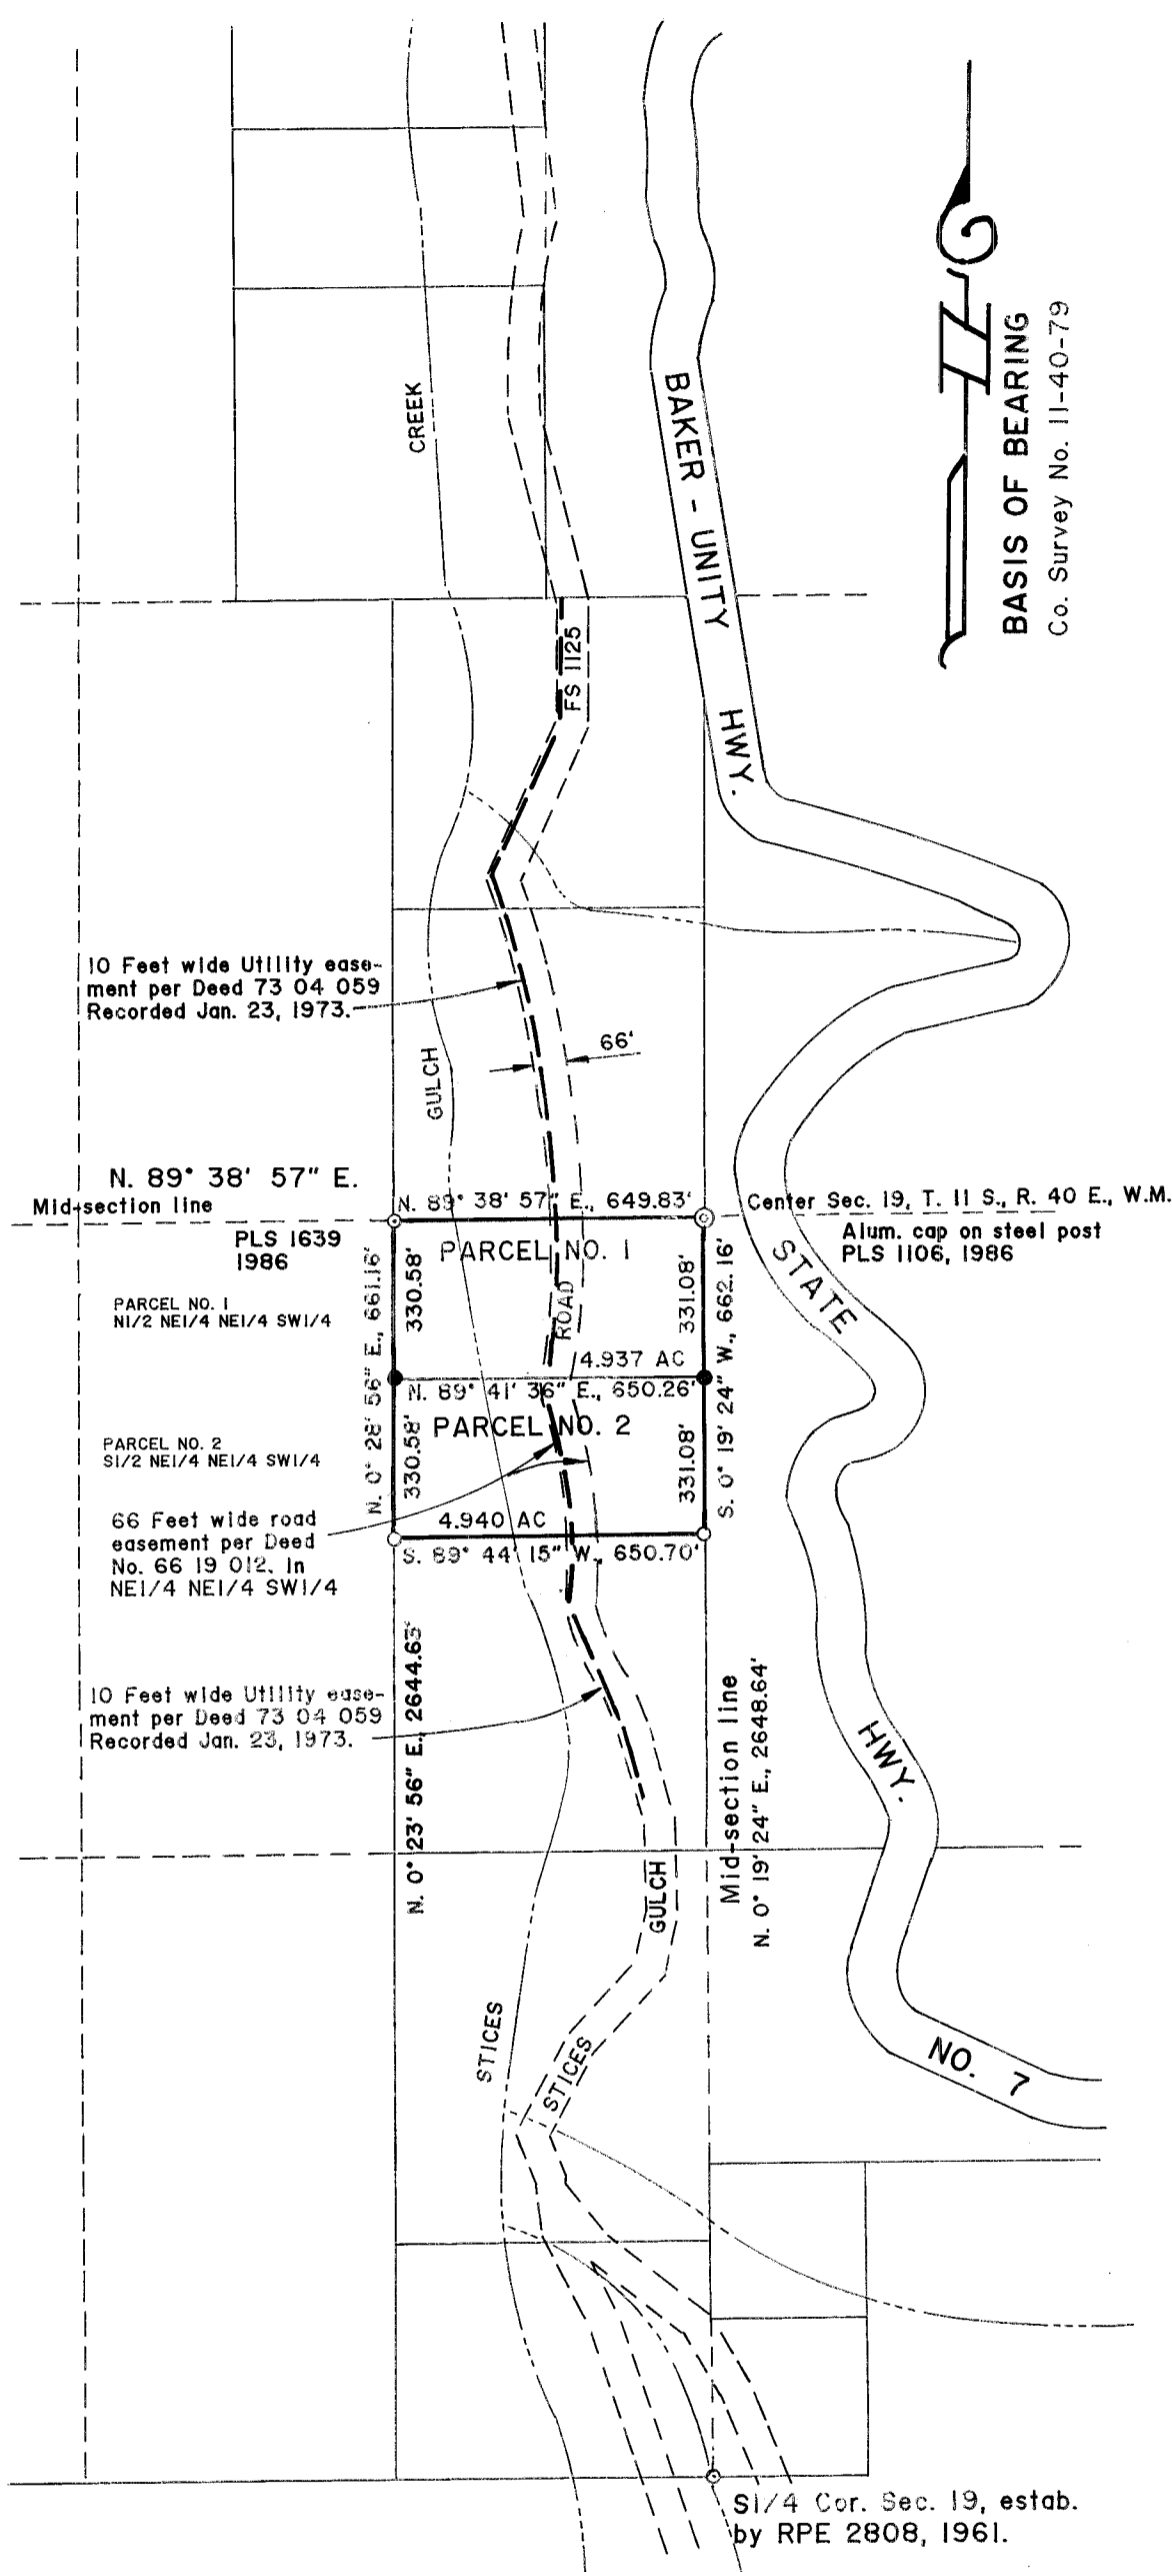 CREEK
BAKER - UNITY HWY.
BASIS OF BEARING
Co. Survey No. 11-40-79
FS 1125
10 Feet wide Utility ease-
ment per Deed 73 04 059
Recorded Jan. 23, 1973.
66'
GULCH
N. 89° 38' 57" E.
Mid-section line
N. 89° 38' 57" E., 649.83'
Center Sec. 19, T. 11 S., R. 40 E., W.M.
Alum. cap on steel post
PLS 1106, 1986
PLS 1639
1986
PARCEL NO. 1
STATE
PARCEL NO. 1
N1/2 NE1/4 NE1/4 SW1/4
N. 0° 28' 56" E., 661.16'
330.58'
ROAD
331.08'
S. 0° 19' 24" W., 662.16'
4.937 AC
N. 89° 41' 36" E., 650.26'
PARCEL NO. 2
PARCEL NO. 2
S1/2 NE1/4 NE1/4 SW1/4
330.58'
331.08'
66 Feet wide road
easement per Deed
No. 66 19 012. In
NE1/4 NE1/4 SW1/4
4.940 AC
S. 89° 44' 15" W., 650.70'
N. 0° 23' 56" E., 2644.63'
10 Feet wide Utility ease-
ment per Deed 73 04 059
Recorded Jan. 23, 1973.
Mid-section line
N. 0° 19' 24" E., 2648.64'
HWY.
GULCH
STICES
STICES
NO. 7
S1/4 Cor. Sec. 19, estab.
by RPE 2808, 1961.